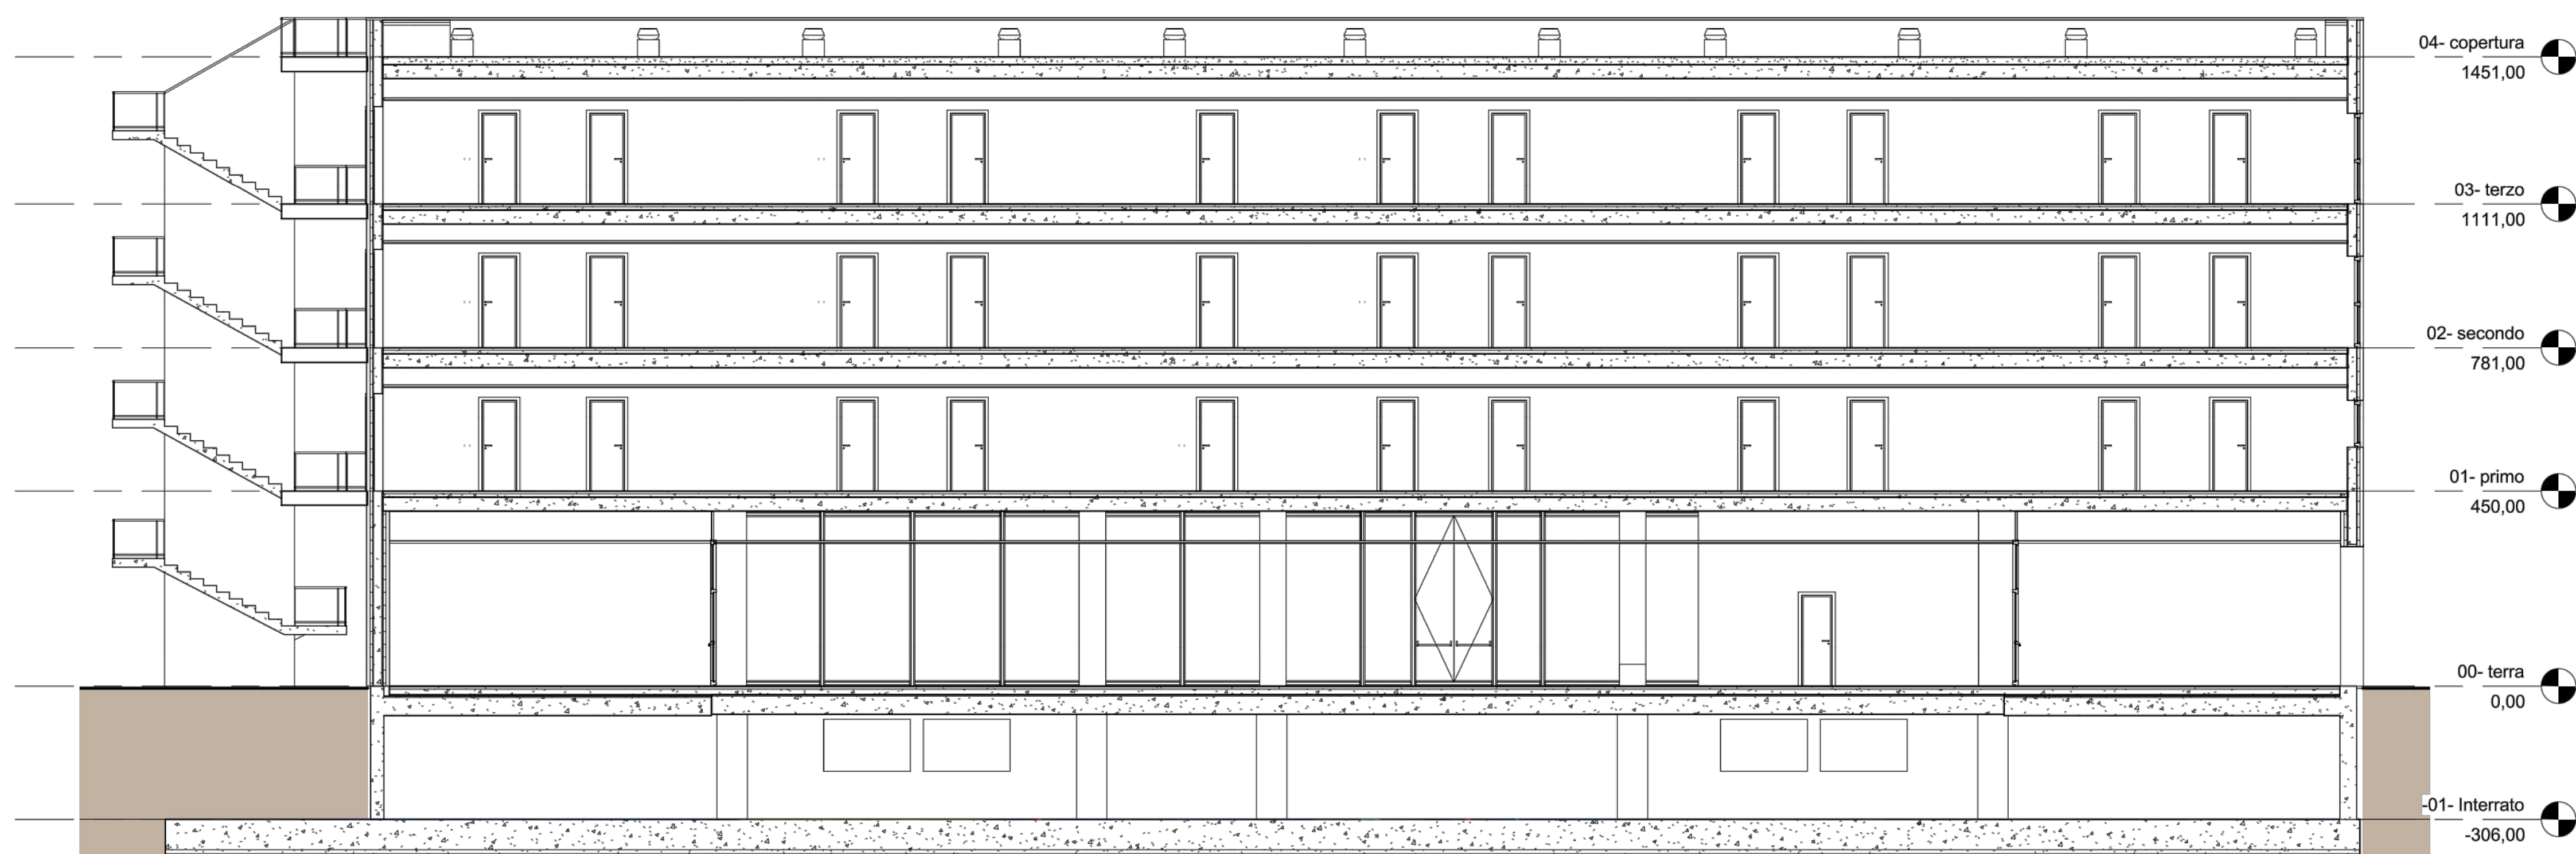 04- copertura
1451,00
03- terzo
1111,00
02- secondo
781,00
01- primo
450,00
00- terra
0,00
-01- Interrato
-306,00